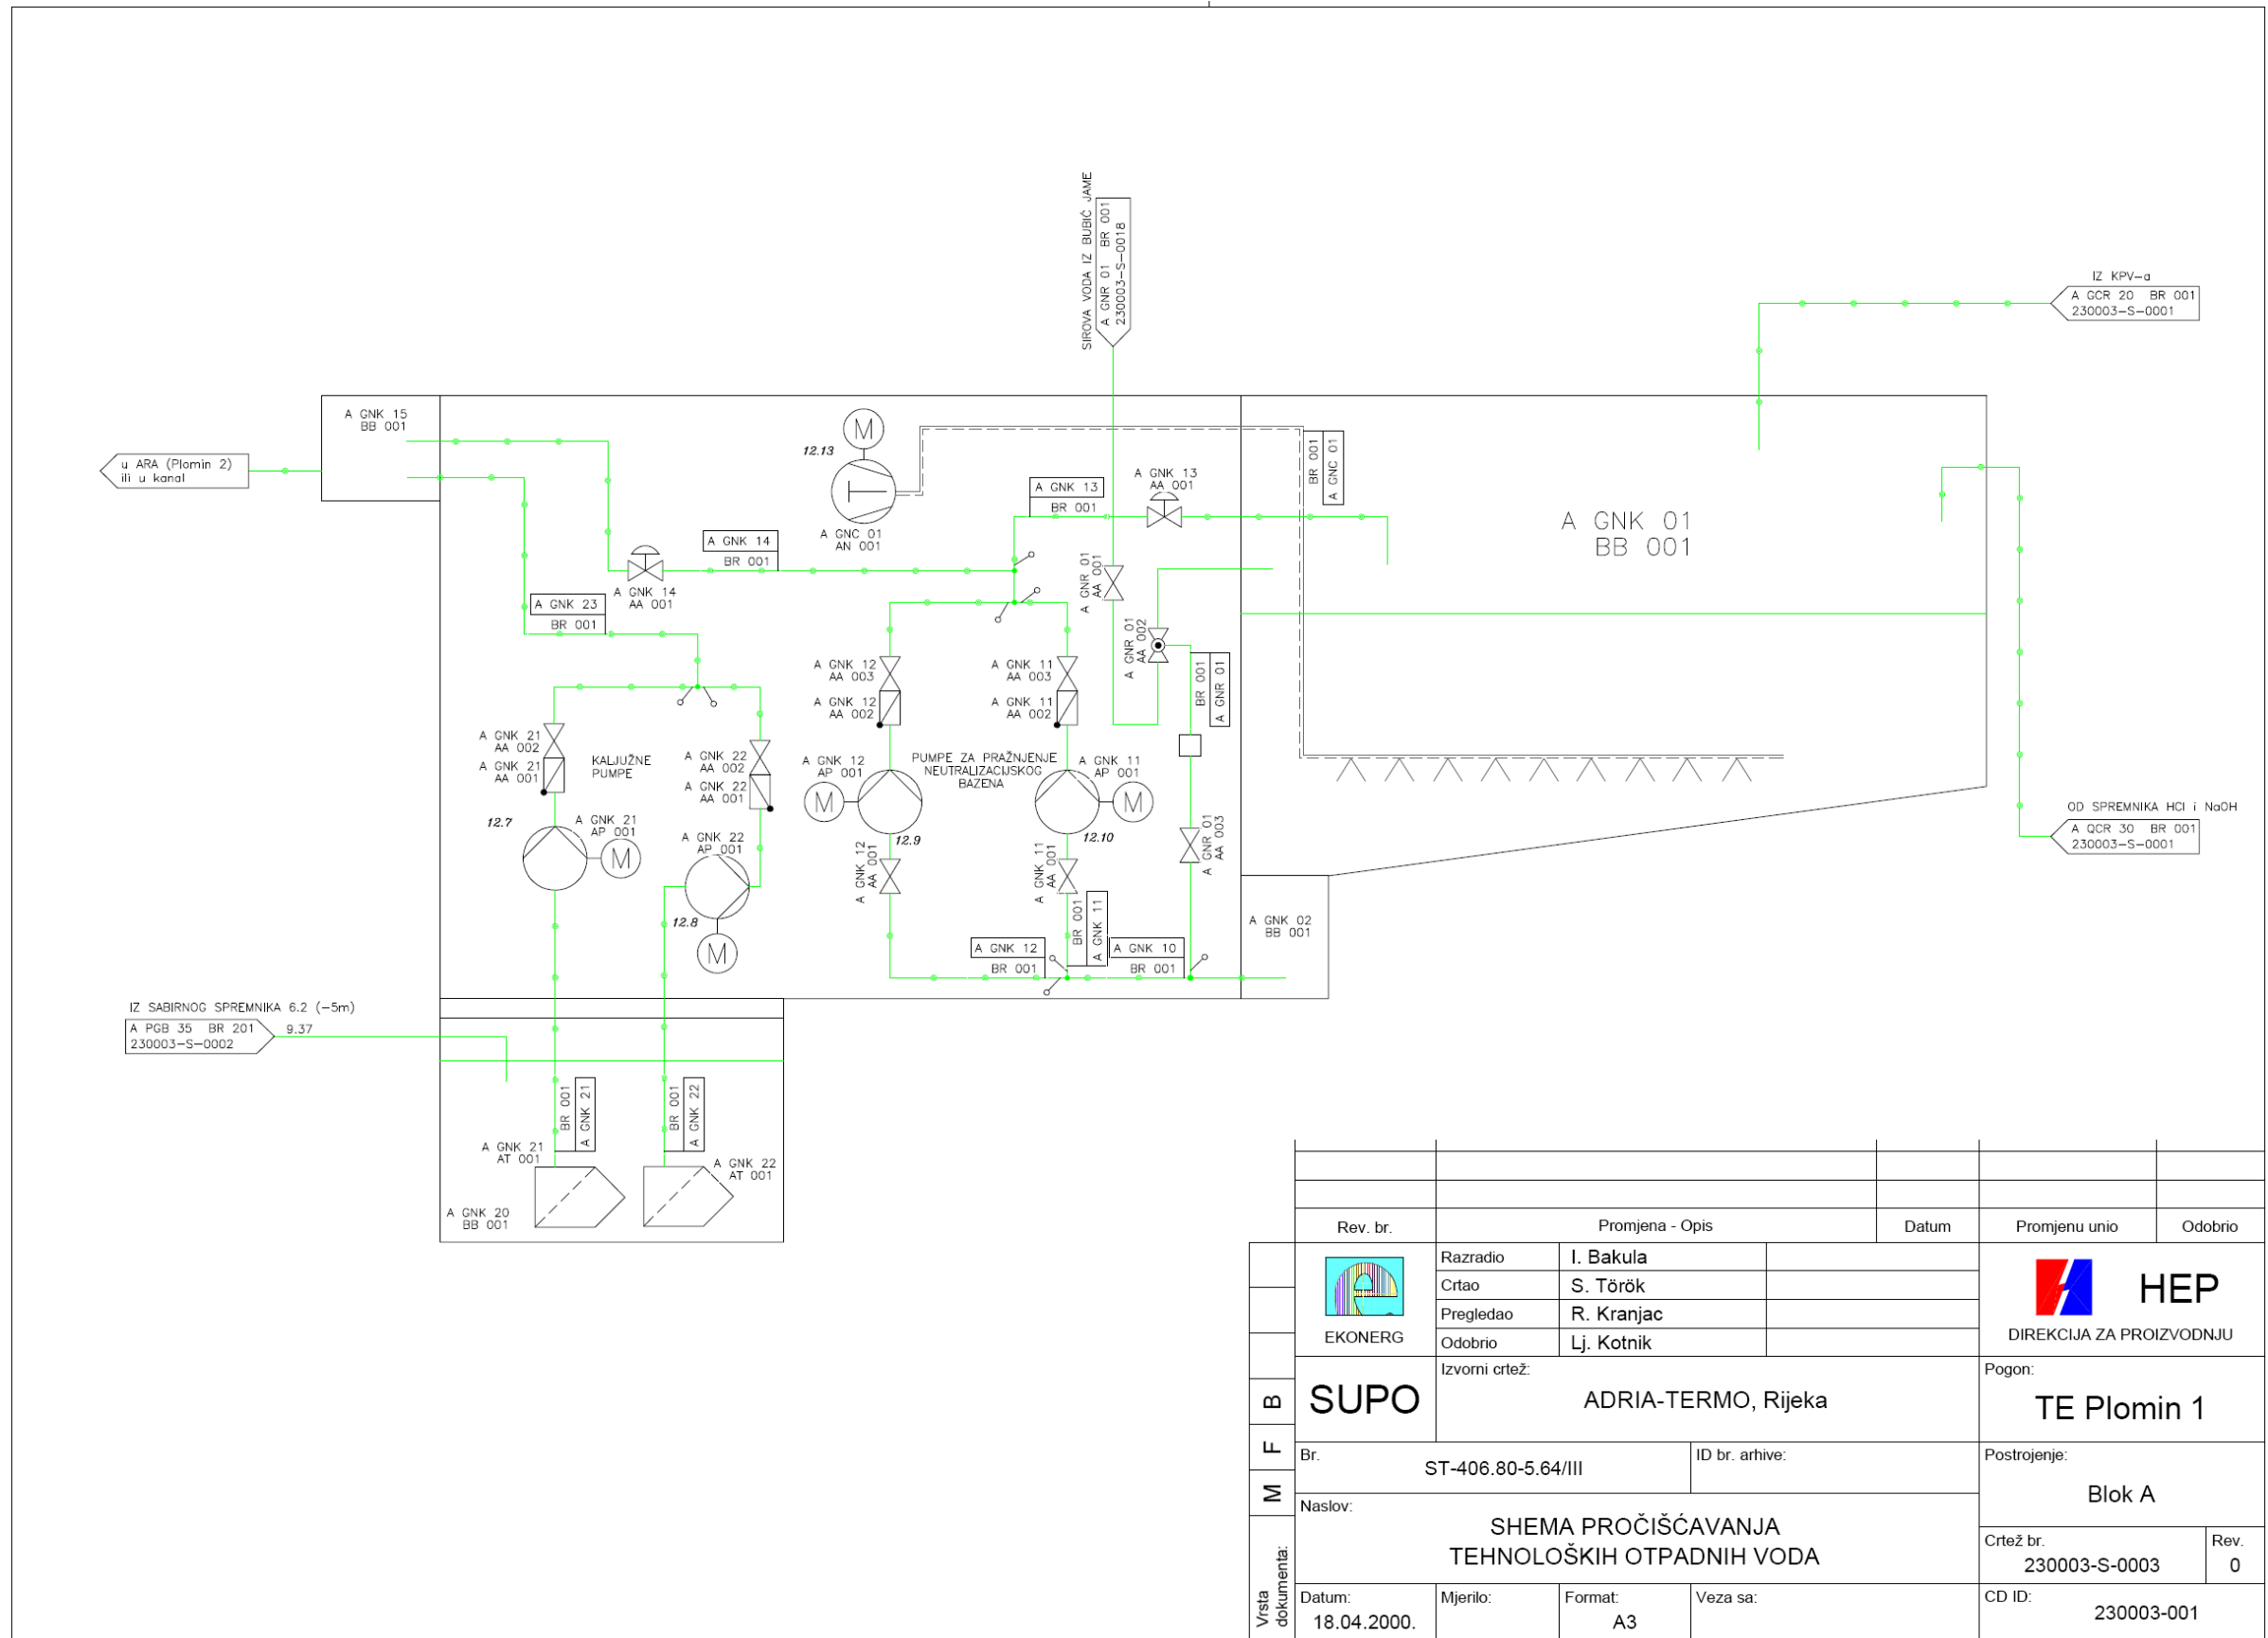 SIROVA VODA IZ BUBIĆ JAME
A GNR 01 BR 001
230003-S-0018
IZ KPV-a
A GCR 20 BR 001
230003-S-0001
A GNK 15
BB 001
u ARA (Plomin 2)
ili u kanal
12.13
M
A GNC 01
AN 001
A GNK 13
BR 001
A GNK 13
AA 001
BR 001
A GNC 01
A GNK 01
BB 001
A GNK 14
BR 001
A GNK 14
AA 001
A GNR 01
AA 001
A GNK 23
BR 001
A GNR 01
AA 002
BR 001
A GNR 01
A GNK 12
AA 003
A GNK 12
AA 002
A GNK 11
AA 003
A GNK 11
AA 002
A GNK 21
AA 002
A GNK 21
AA 001
KALJUŽNE
PUMPE
A GNK 22
AA 002
A GNK 22
AA 001
A GNK 12
AP 001
M
PUMPE ZA PRAŽNJENJE
NEUTRALIZACIJSKOG
BAZENA
A GNK 11
AP 001
M
12.7
A GNK 21
AP 001
M
A GNK 22
AP 001
12.8
M
12.9
12.10
A GNK 12
AA 001
A GNK 11
AA 001
A GNR 01
AA 003
OD SPREMNIKA HCl i NaOH
A QCR 30 BR 001
230003-S-0001
BR 001
A GNK 11
A GNK 12
BR 001
A GNK 10
BR 001
A GNK 02
BB 001
IZ SABIRNOG SPREMNIKA 6.2 (-5m)
A PGB 35 BR 201
230003-S-0002
9.37
BR 001
A GNK 21
BR 001
A GNK 22
A GNK 21
AT 001
A GNK 22
AT 001
A GNK 20
BB 001
Rev. br.
Promjena - Opis
Datum
Promjenu unio
Odobrio
EKONERG
Razradio
I. Bakula
Crtao
S. Török
Pregledao
R. Kranjac
Odobrio
Lj. Kotnik
HEP
DIREKCIJA ZA PROIZVODNJU
SUPO
Izvorni crtež:
ADRIA-TERMO, Rijeka
Pogon:
TE Plomin 1
Br.
ST-406.80-5.64/III
ID br. arhive:
Postrojenje:
Blok A
Naslov:
SHEMA PROČIŠĆAVANJA
TEHNOLOŠKIH OTPADNIH VODA
Crtež br.
230003-S-0003
Rev.
0
Datum:
18.04.2000.
Mjerilo:
Format:
A3
Veza sa:
CD ID:
230003-001
B
F
M
Vrsta
dokumenta: